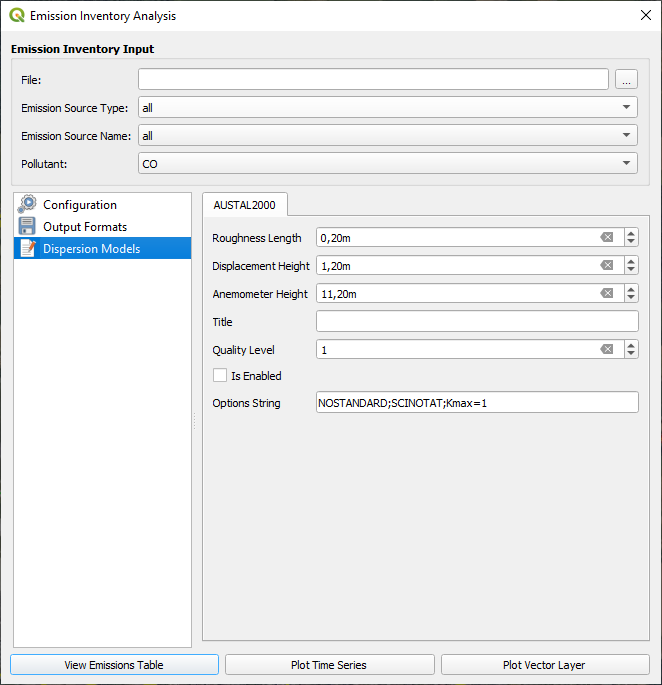 Emission Inventory Analysis
Emission Inventory Input
File:
...
Emission Source Type: all
Emission Source Name: all
Pollutant: CO
Configuration
Output Formats
Dispersion Models
AUSTAL2000
Roughness Length 0,20m
Displacement Height 1,20m
Anemometer Height 11,20m
Title
Quality Level 1
Is Enabled
Options String NOSTANDARD;SCINOTAT;Kmax=1
View Emissions Table Plot Time Series Plot Vector Layer